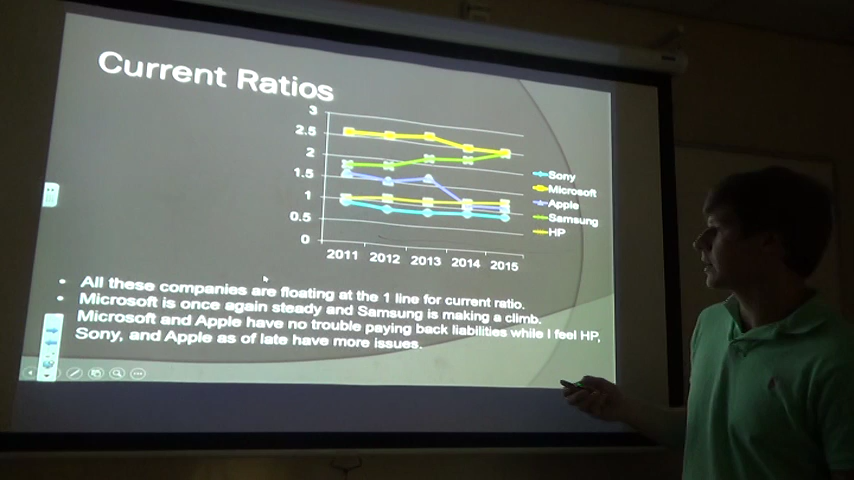 Current Ratios
3
2.5
2
1.5
1
0.5
0
2011 2012 2013 2014 2015
Sony
Microsoft
Apple
Samsung
HP
• All these companies are floating at the 1 line for current ratio.
• Microsoft is once again steady and Samsung is making a climb.
Microsoft and Apple have no trouble paying back liabilities while I feel HP,
Sony, and Apple as of late have more issues.